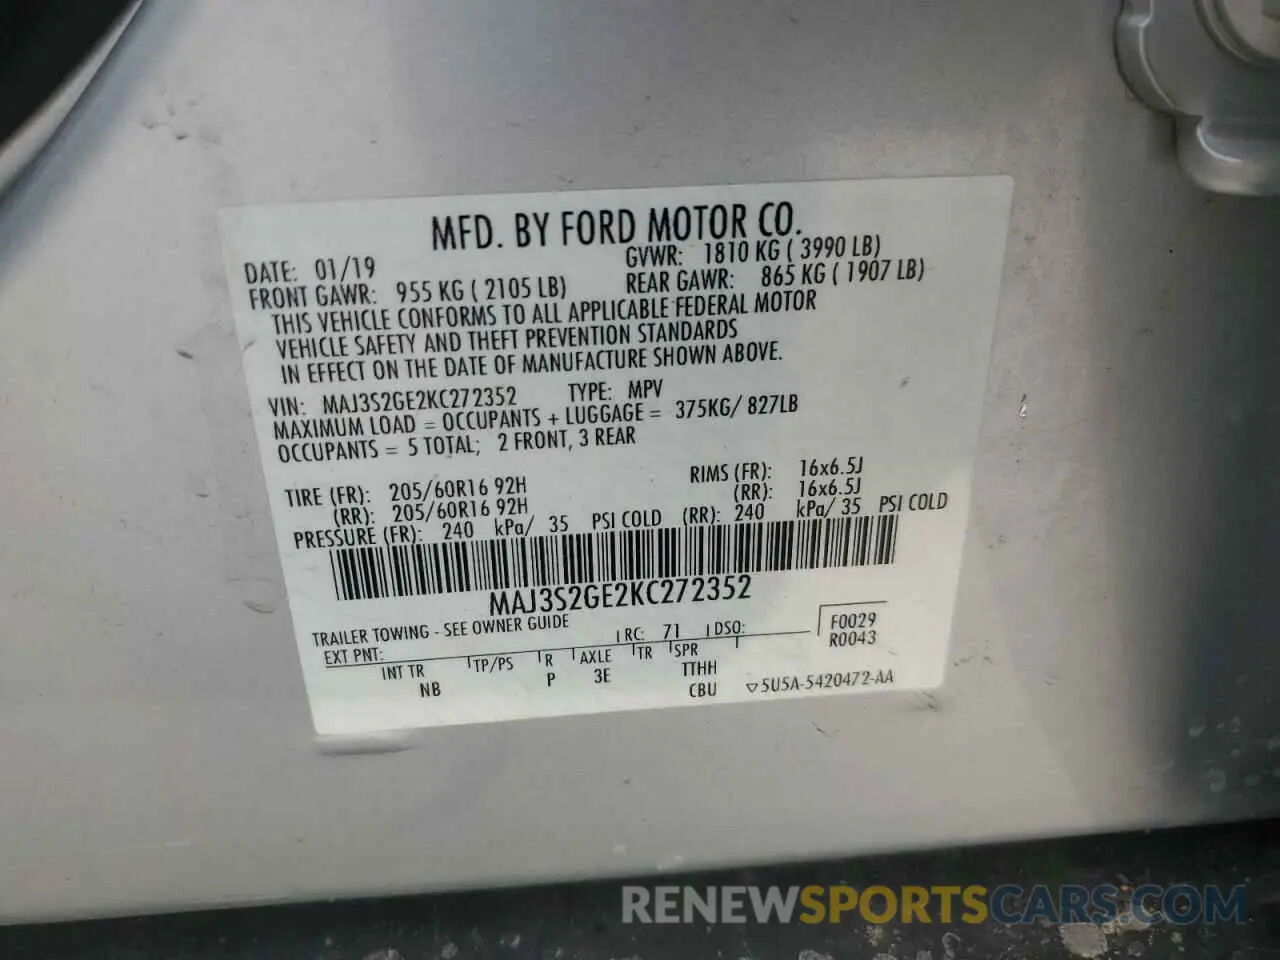 MFD. BY FORD MOTOR CO.
DATE: 01/19 GVWR: 1810 KG ( 3990 LB)
FRONT GAWR: 955 KG ( 2105 LB) REAR GAWR: 865 KG ( 1907 LB)
THIS VEHICLE CONFORMS TO ALL APPLICABLE FEDERAL MOTOR
VEHICLE SAFETY AND THEFT PREVENTION STANDARDS
IN EFFECT ON THE DATE OF MANUFACTURE SHOWN ABOVE.
VIN: MAJ3S2GE2KC272352 TYPE: MPV
MAXIMUM LOAD = OCCUPANTS + LUGGAGE = 375KG/ 827LB
OCCUPANTS = 5 TOTAL; 2 FRONT, 3 REAR
TIRE (FR): 205/60R16 92H RIMS (FR): 16x6.5J
(RR): 205/60R16 92H (RR): 16x6.5J
PRESSURE (FR): 240 kPa/ 35 PSI COLD (RR): 240 kPa/ 35 PSI COLD
MAJ3S2GE2KC272352
TRAILER TOWING - SEE OWNER GUIDE
EXT PNT: RC: 71 DSO: F0029
R0043
INT TR TP/PS R AXLE TR SPR
NB P 3E TTHH
CBU ▽5U5A-5420472-AA
RENEWSPORTSCARS.COM